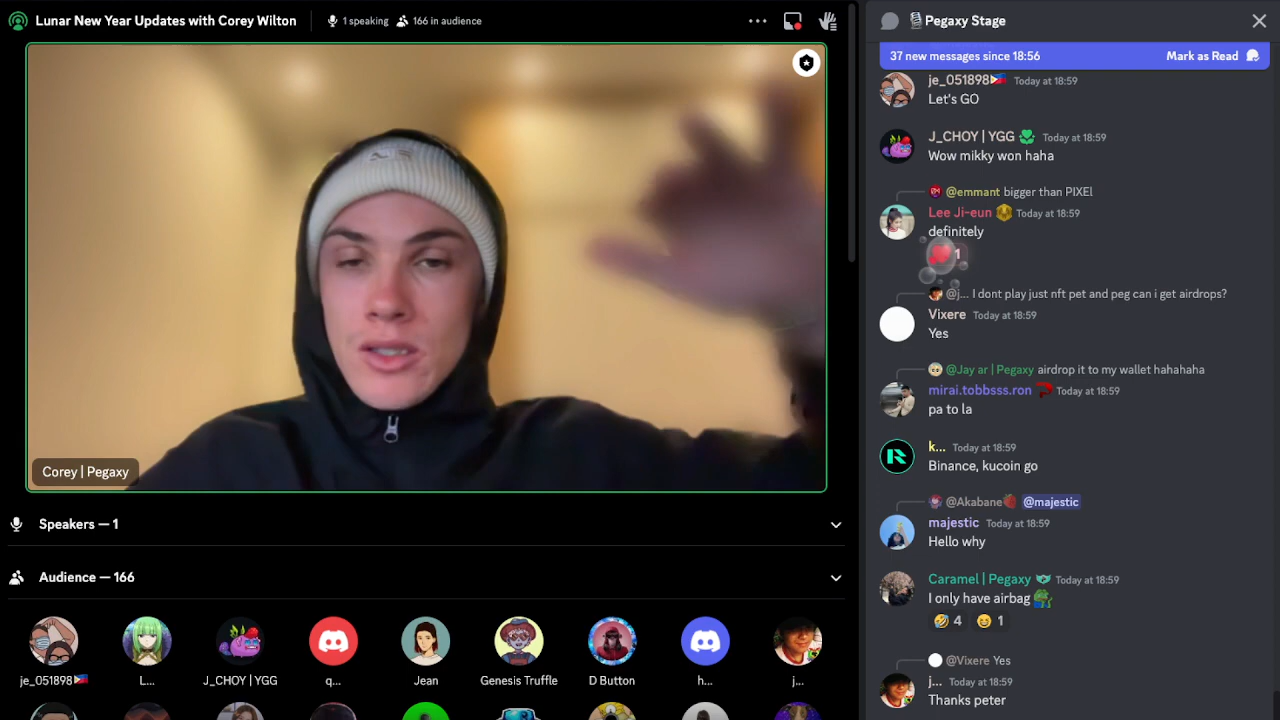 Lunar New Year Updates with Corey Wilton
1 speaking
166 in audience
Corey | Pegaxy
Speakers — 1
Audience — 166
je_051898🇵🇭
L...
J_CHOY | YGG
q...
Jean
Genesis Truffle
D Button
h...
j...
Pegaxy Stage
37 new messages since 18:56
Mark as Read
je_051898🇵🇭 Today at 18:59
Let's GO
J_CHOY | YGG Today at 18:59
Wow mikky won haha
@emmant bigger than PIXEL
Lee Ji-eun Today at 18:59
definitely
1
@j... I dont play just nft pet and peg can i get airdrops?
Vixere Today at 18:59
Yes
@Jay ar | Pegaxy airdrop it to my wallet hahahaha
mirai.tobbsss.ron Today at 18:59
pa to la
k... Today at 18:59
Binance, kucoin go
@Akabane🍓 @majestic
majestic Today at 18:59
Hello why
Caramel | Pegaxy Today at 18:59
I only have airbag
🤣 4 😅 1
@Vixere Yes
j... Today at 18:59
Thanks peter